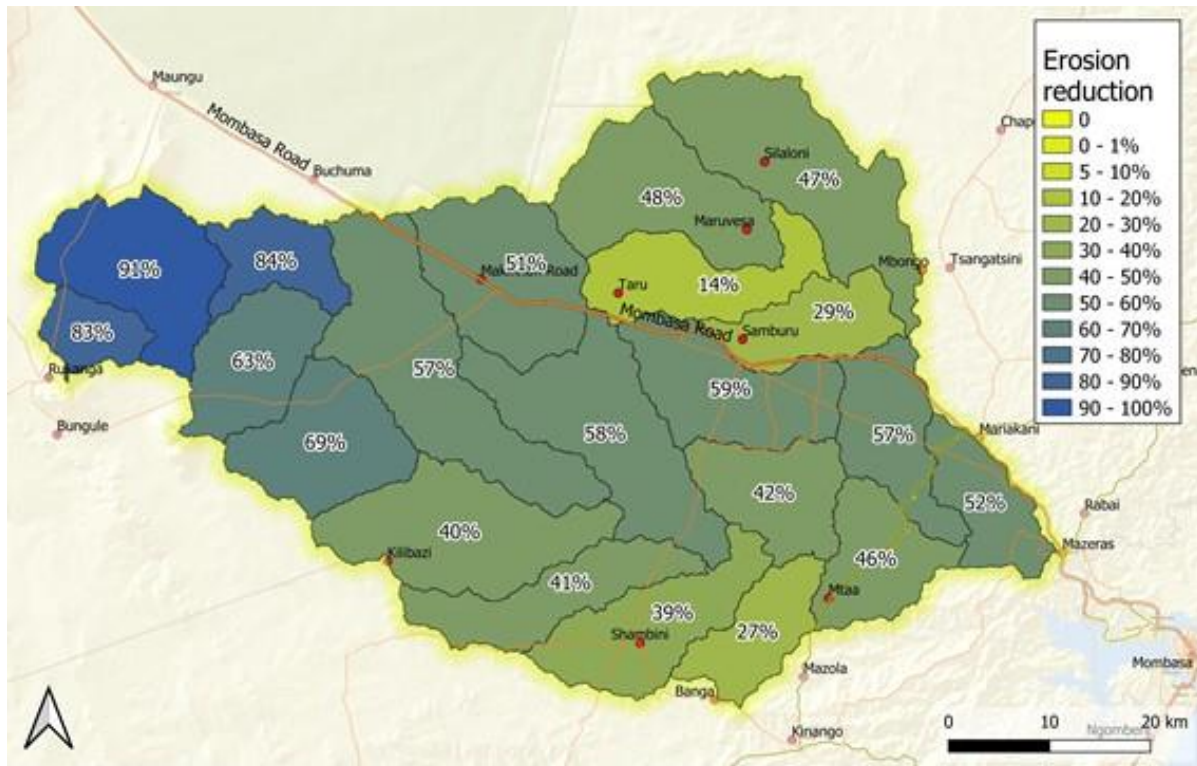 Erosion
reduction
0
0 - 1%
5 - 10%
10 - 20%
20 - 30%
30 - 40%
40 - 50%
50 - 60%
60 - 70%
70 - 80%
80 - 90%
90 - 100%
Maungu
Mombasa Road
Buchuma
Silaloni
47%
48%
Maruvesa
Mbongo
Tsangatsini
91%
84%
51%
Road
Taru
14%
Mombasa Road
Samburu
29%
83%
63%
57%
59%
Bungule
69%
58%
57%
Mariakani
42%
52%
Rabai
Mazeras
40%
Kilibazi
41%
46%
Mtaa
39%
Shambini
27%
Mazola
Mombasa
Banga
Kinango
0 10 20 km